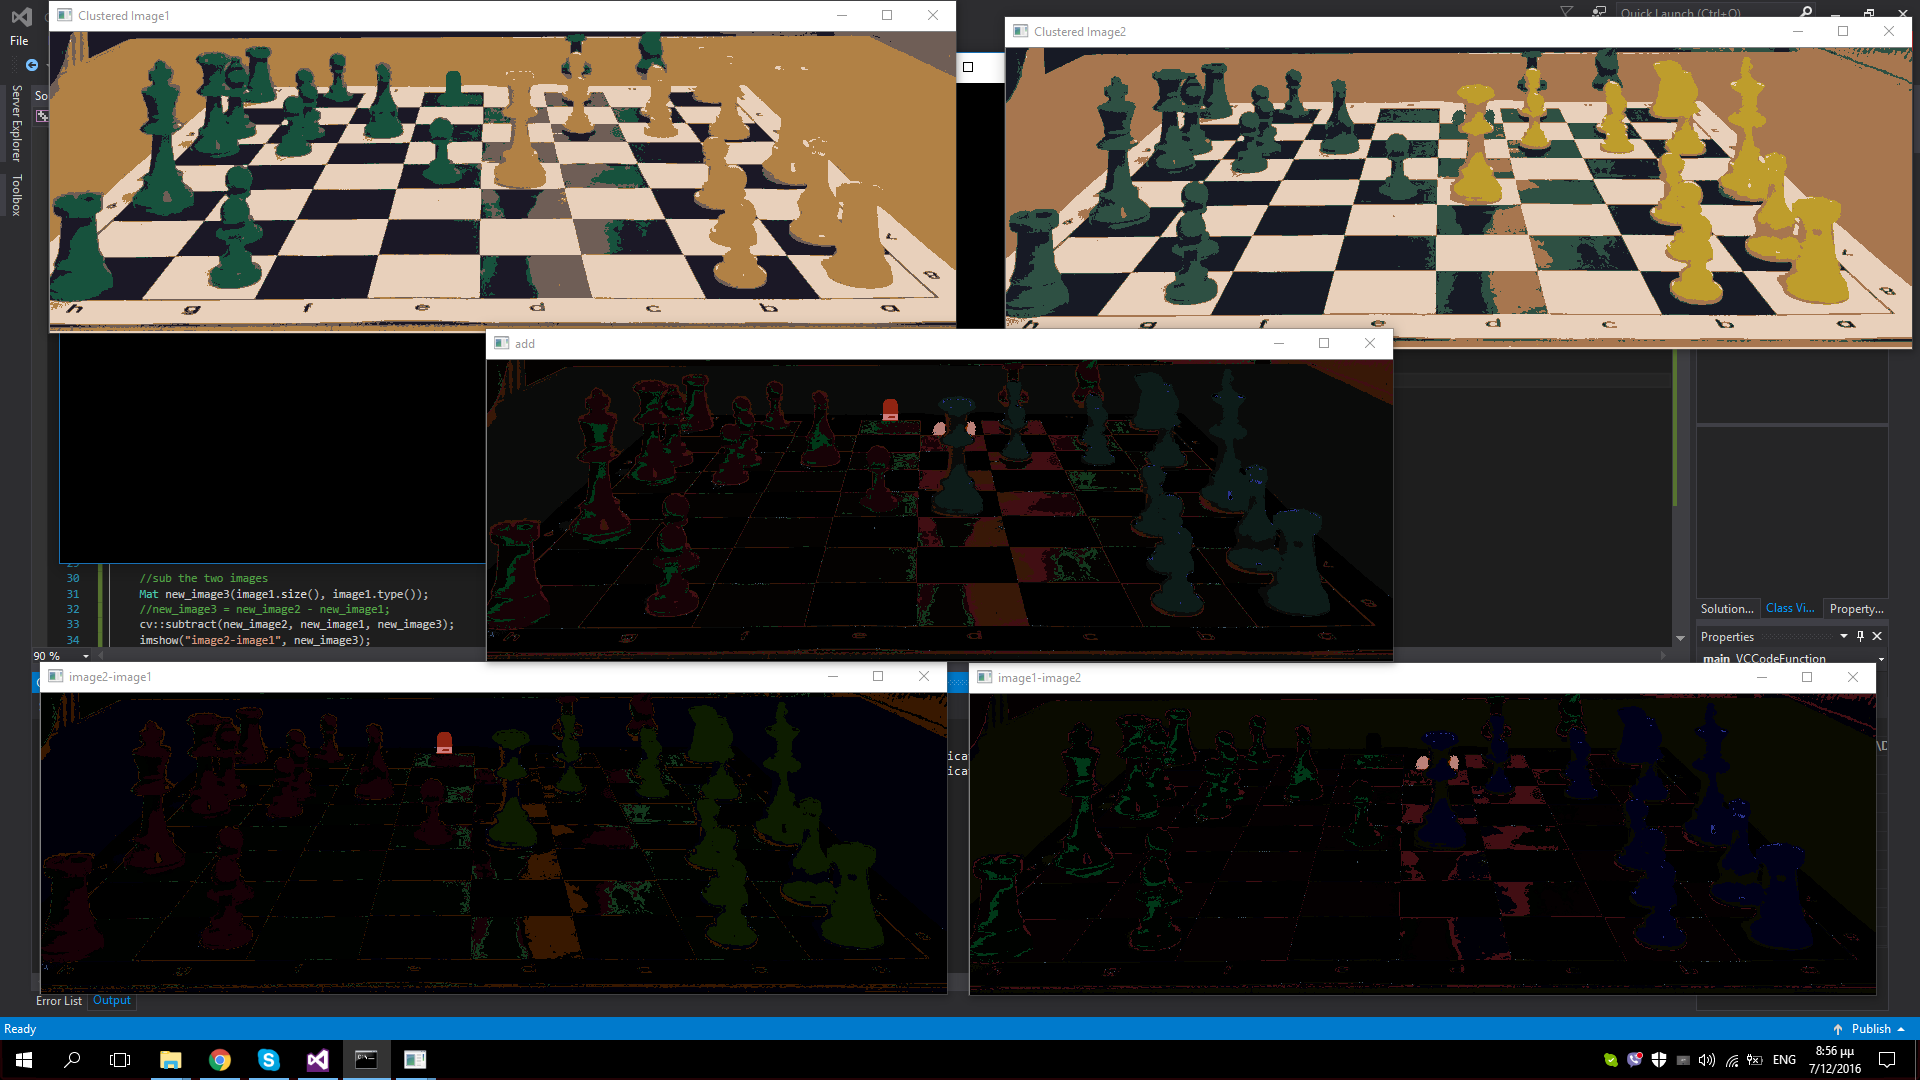 Clustered Image1
Quick Launch (Ctrl+Q)
Clustered Image2
File
So
Server Explorer
Toolbox
h g f e d c b a
g f e d c b a
add
30 //sub the two images
31 Mat new_image3(image1.size(), image1.type());
32 //new_image3 = new_image2 - new_image1;
33 cv::subtract(new_image2, new_image1, new_image3);
34 imshow("image2-image1", new_image3);
90 %
Solution... Class Vi... Property...
Properties
main VCCodeFunction
image2-image1
image1-image2
\D
ica
ica
Error List Output
Ready
Publish
ENG
8:56 μμ
7/12/2016